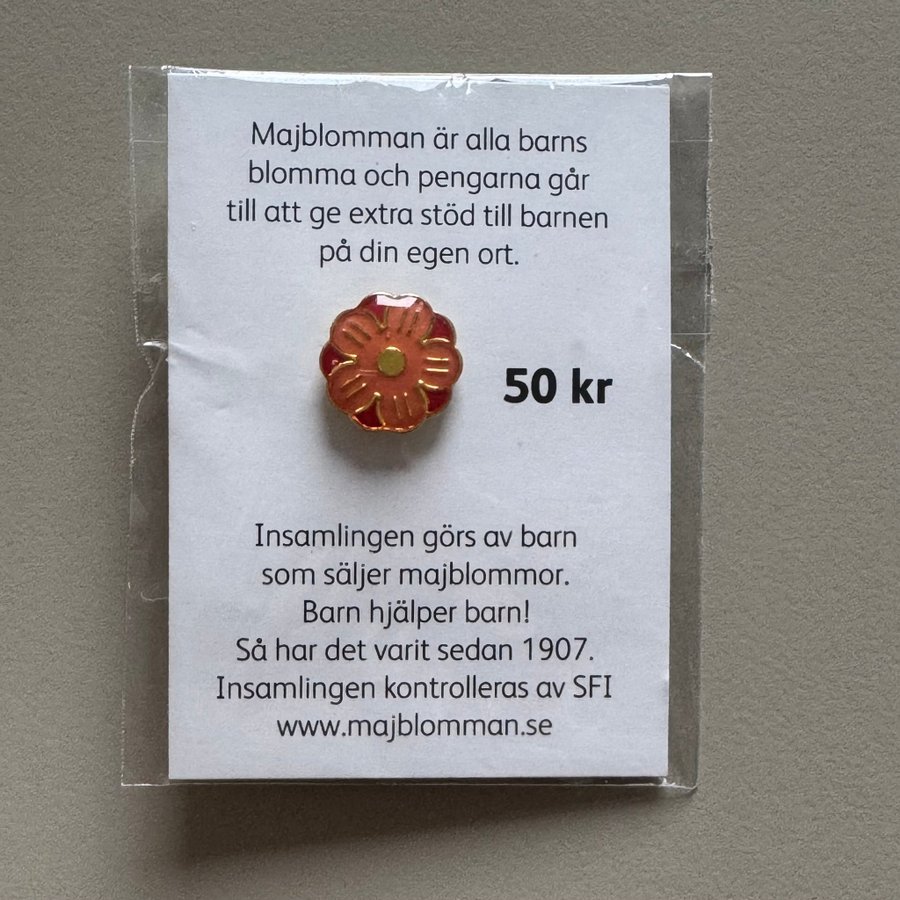 Majblomman är alla barns
blomma och pengarna går
till att ge extra stöd till barnen
på din egen ort.
50 kr
Insamlingen görs av barn
som säljer majblommor.
Barn hjälper barn!
Så har det varit sedan 1907.
Insamlingen kontrolleras av SFI
www.majblomman.se